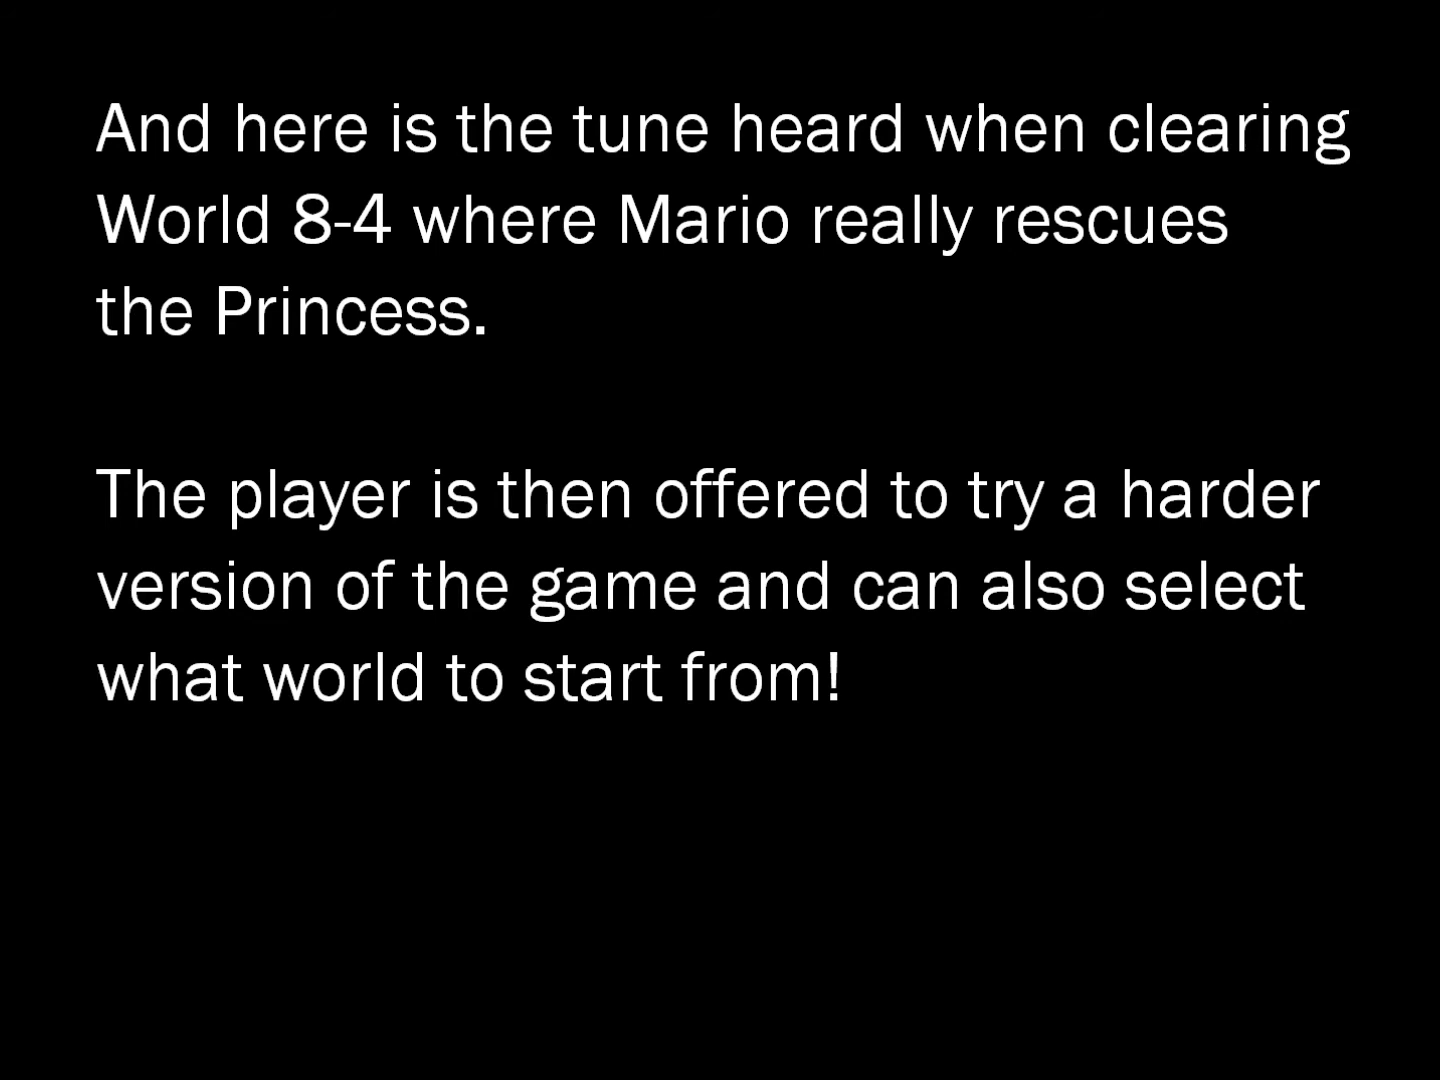 And here is the tune heard when clearing
World 8-4 where Mario really rescues
the Princess.
The player is then offered to try a harder
version of the game and can also select
what world to start from!